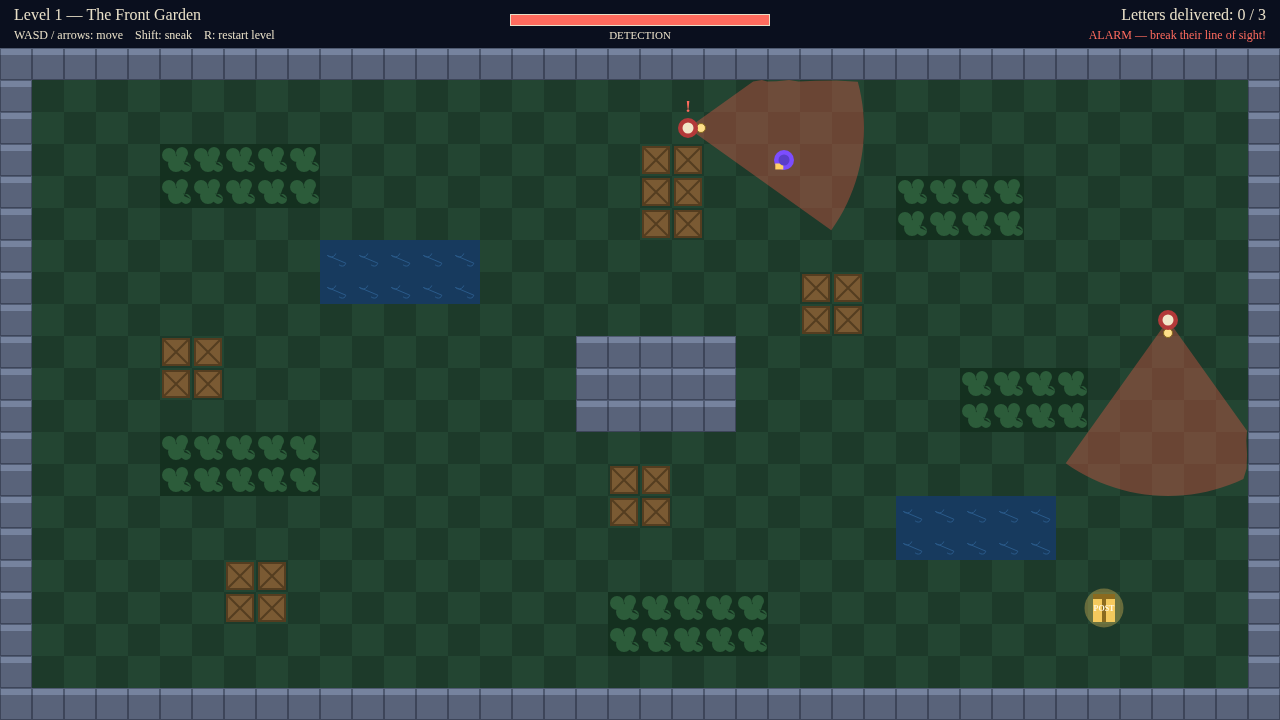 Level 1 — The Front Garden
WASD / arrows: move Shift: sneak R: restart level
DETECTION
Letters delivered: 0 / 3
ALARM — break their line of sight!
!
POST